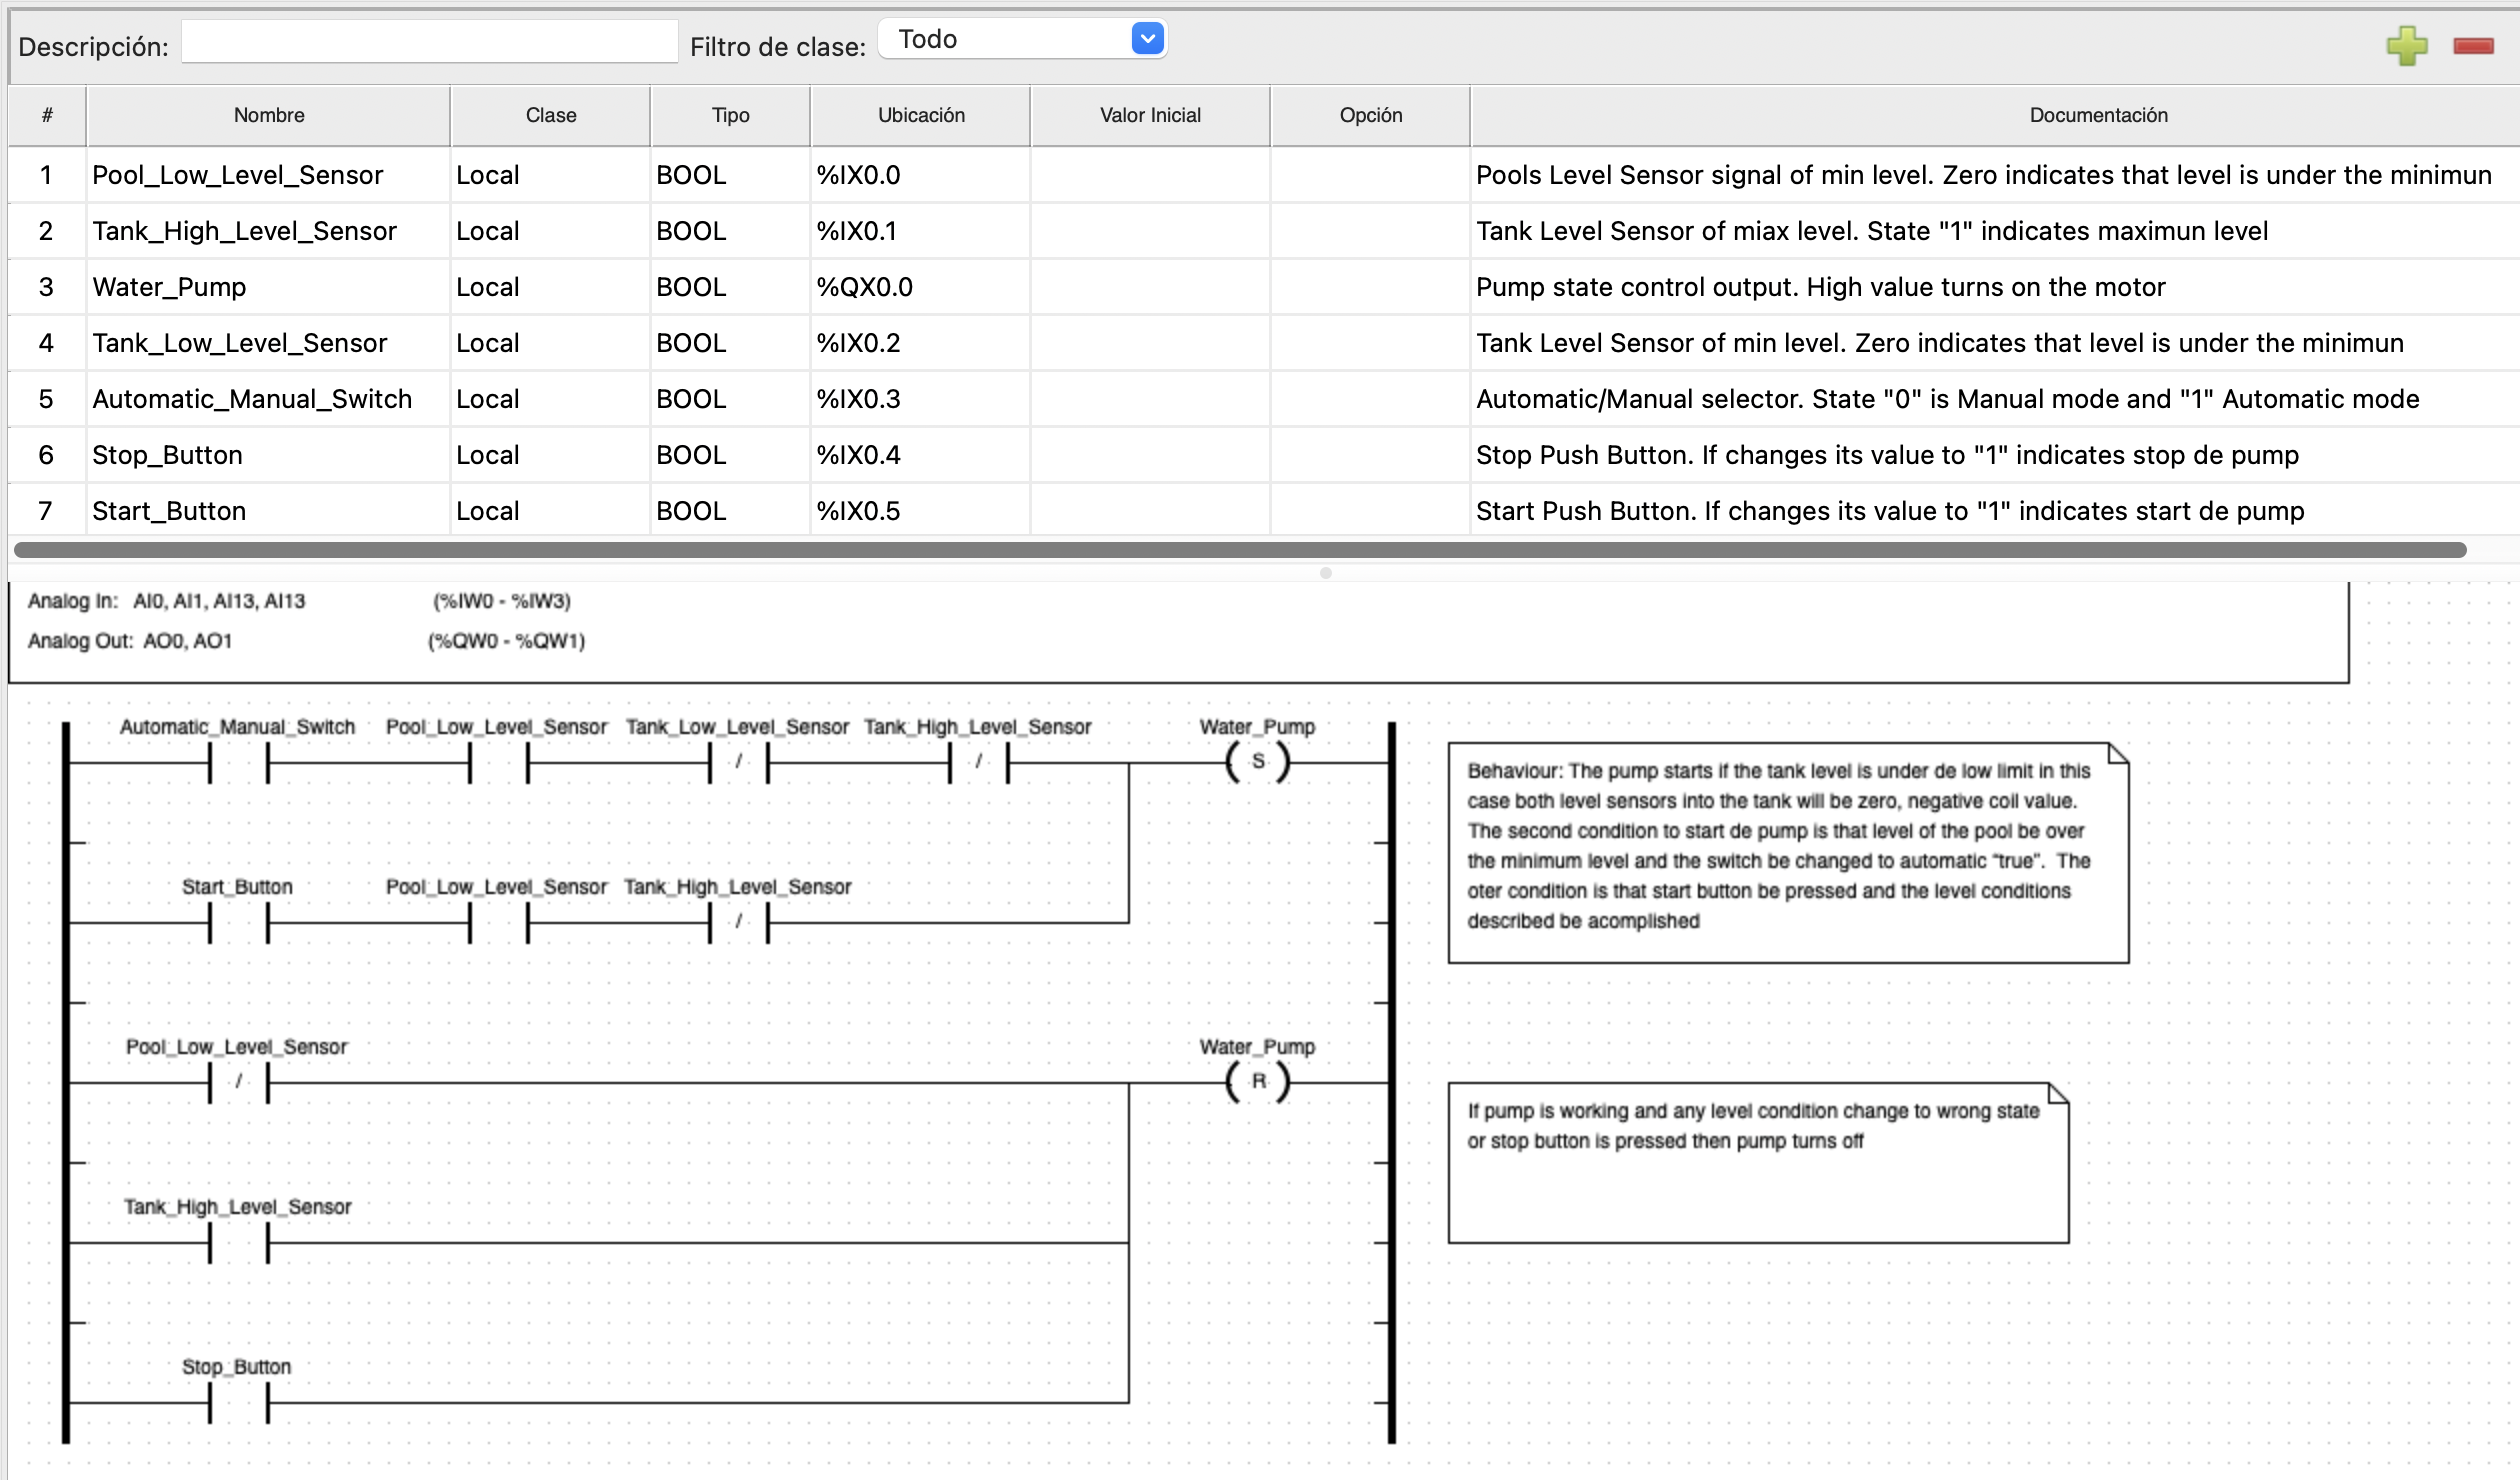 Descripción: Filtro de clase: Todo
# Nombre Clase Tipo Ubicación Valor Inicial Opción Documentación
1 Pool_Low_Level_Sensor Local BOOL %IX0.0 Pools Level Sensor signal of min level. Zero indicates that level is under the minimun
2 Tank_High_Level_Sensor Local BOOL %IX0.1 Tank Level Sensor of miax level. State "1" indicates maximun level
3 Water_Pump Local BOOL %QX0.0 Pump state control output. High value turns on the motor
4 Tank_Low_Level_Sensor Local BOOL %IX0.2 Tank Level Sensor of min level. Zero indicates that level is under the minimun
5 Automatic_Manual_Switch Local BOOL %IX0.3 Automatic/Manual selector. State "0" is Manual mode and "1" Automatic mode
6 Stop_Button Local BOOL %IX0.4 Stop Push Button. If changes its value to "1" indicates stop de pump
7 Start_Button Local BOOL %IX0.5 Start Push Button. If changes its value to "1" indicates start de pump
Analog In: AI0, AI1, AI13, AI13 (%IW0 - %IW3)
Analog Out: AO0, AO1 (%QW0 - %QW1)
Automatic_Manual_Switch Pool_Low_Level_Sensor Tank_Low_Level_Sensor Tank_High_Level_Sensor Water_Pump
/ / S
Start_Button Pool_Low_Level_Sensor Tank_High_Level_Sensor
/
Behaviour: The pump starts if the tank level is under de low limit in this
case both level sensors into the tank will be zero, negative coil value.
The second condition to start de pump is that level of the pool be over
the minimum level and the switch be changed to automatic “true”. The
oter condition is that start button be pressed and the level conditions
described be acomplished
Pool_Low_Level_Sensor Water_Pump
/ R
If pump is working and any level condition change to wrong state
or stop button is pressed then pump turns off
Tank_High_Level_Sensor
Stop_Button